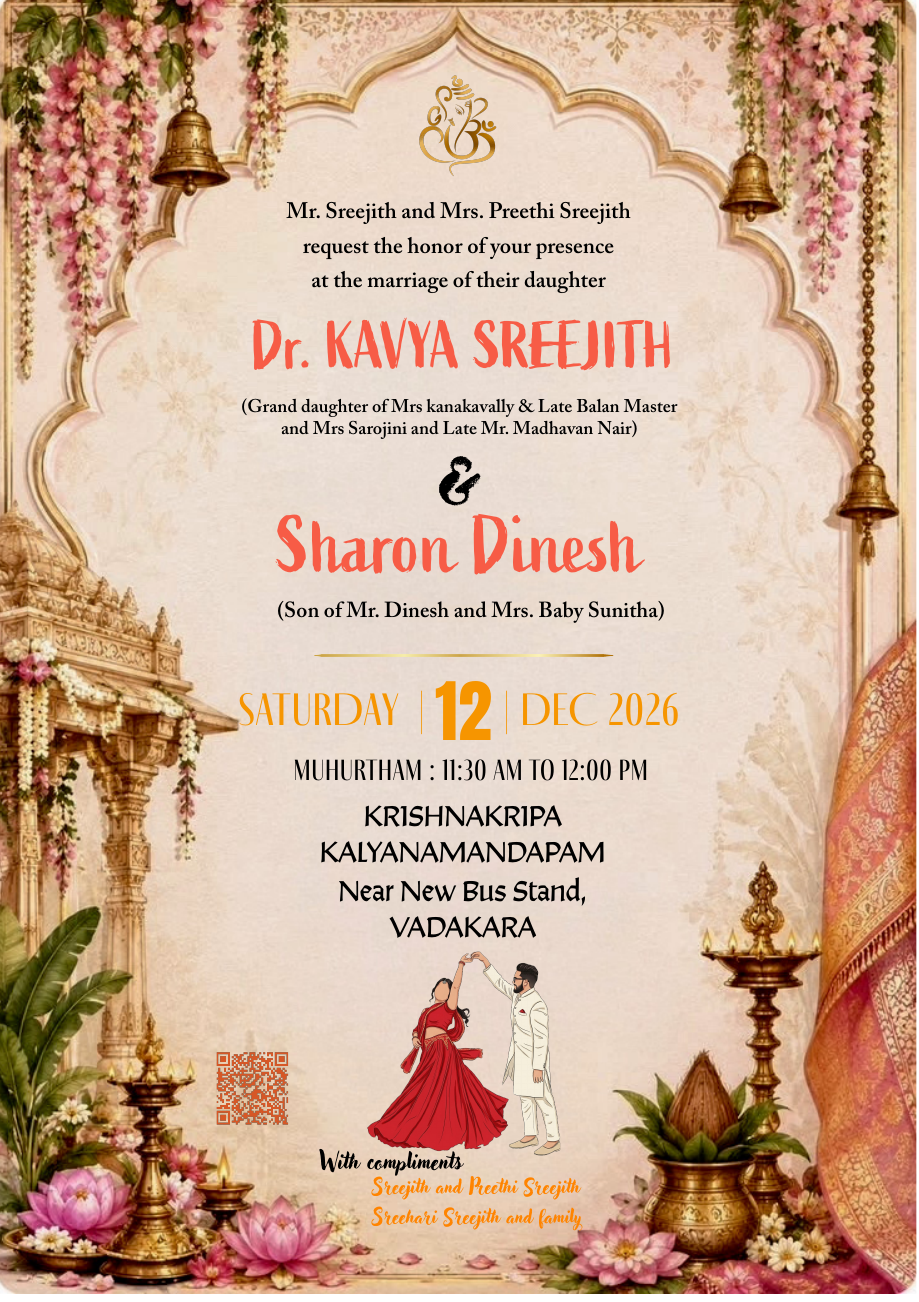 Mr. Sreejith and Mrs. Preethi Sreejith
request the honor of your presence
at the marriage of their daughter
Dr. KAVYA SREEJITH
(Grand daughter of Mrs kanakavally & Late Balan Master
and Mrs Sarojini and Late Mr. Madhavan Nair)
&
Sharon Dinesh
(Son of Mr. Dinesh and Mrs. Baby Sunitha)
SATURDAY | 12 | DEC 2026
MUHURTHAM : 11:30 AM TO 12:00 PM
KRISHNAKRIPA
KALYANAMANDAPAM
Near New Bus Stand,
VADAKARA
With compliments
Sreejith and Preethi Sreejith
Sreehari Sreejith and family